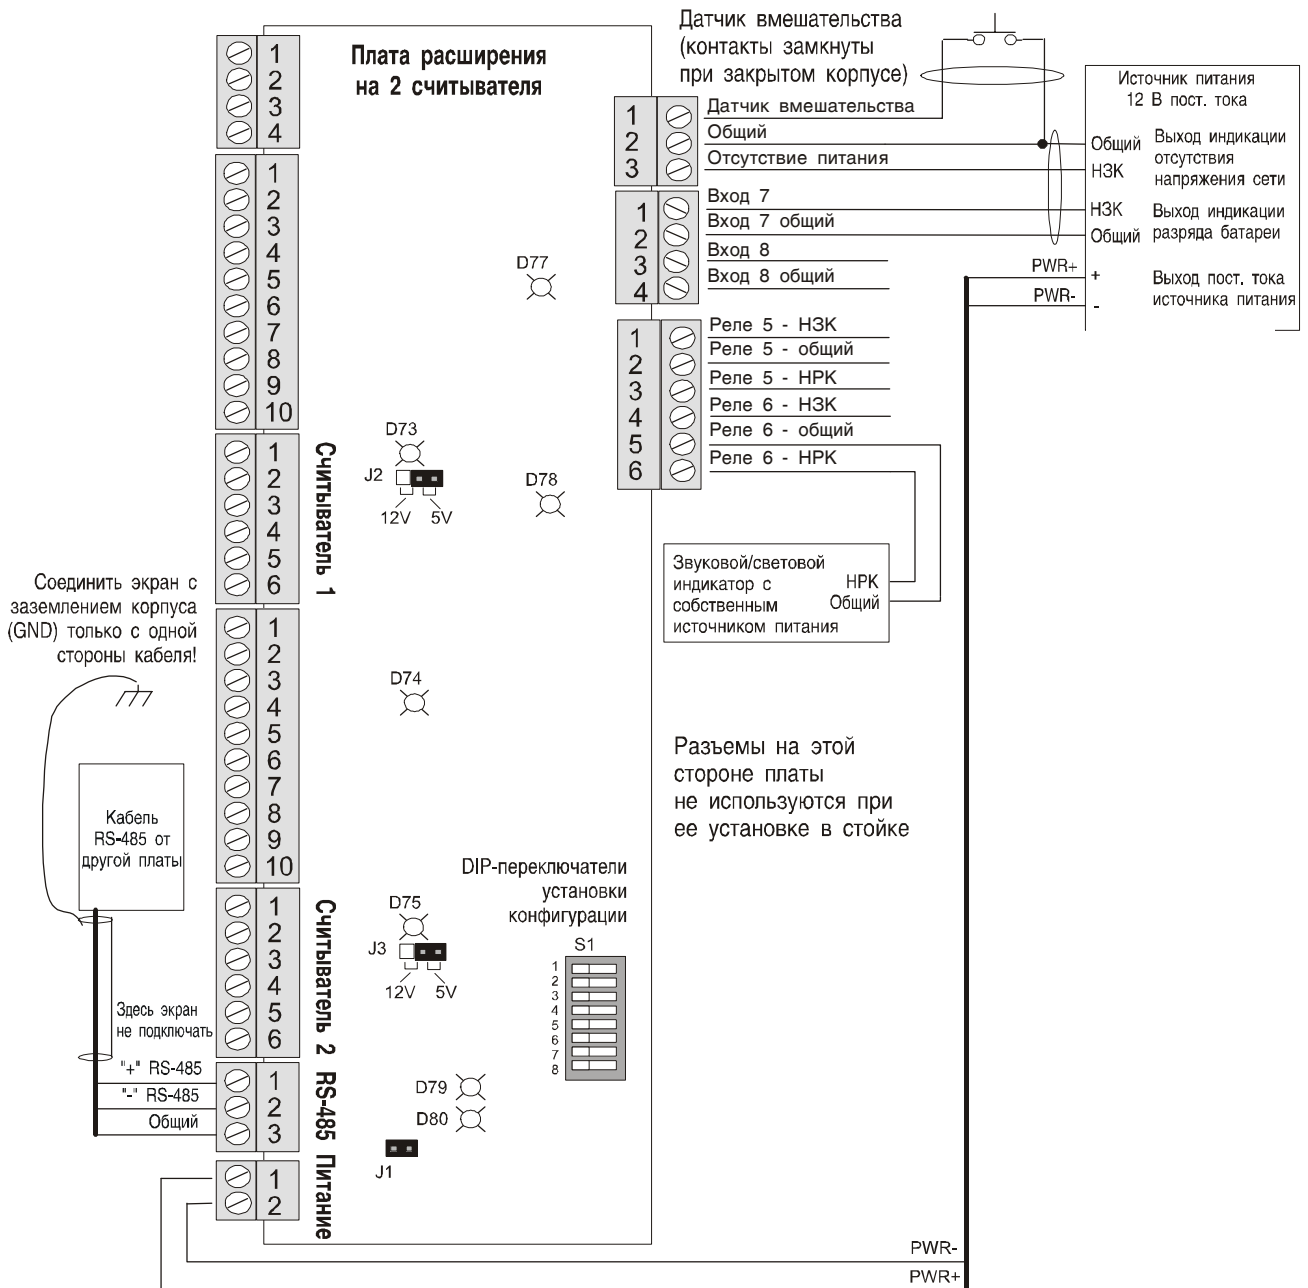 Плата расширения
на 2 считывателя
Датчик вмешательства
(контакты замкнуты
при закрытом корпусе)
Источник питания
12 В пост. тока
1
2
3
4
1
2
3
4
5
6
7
8
9
10
1
2
3
4
5
6
Считыватель 1
1
2
3
4
5
6
7
8
9
10
1
2
3
4
5
6
Считыватель 2
1
2
3
RS-485
1
2
Питание
1 Датчик вмешательства
2 Общий
3 Отсутствие питания
1 Вход 7
2 Вход 7 общий
3 Вход 8
4 Вход 8 общий
1 Реле 5 - НЗК
2 Реле 5 - общий
3 Реле 5 - НРК
4 Реле 6 - НЗК
5 Реле 6 - общий
6 Реле 6 - НРК
Общий
НЗК
Выход индикации
отсутствия
напряжения сети
НЗК
Общий
Выход индикации
разряда батареи
PWR+
+
PWR-
-
Выход пост. тока
источника питания
D77
D73
J2
12V 5V
D78
Звуковой/световой
индикатор с
собственным
источником питания
НРК
Общий
Соединить экран с
заземлением корпуса
(GND) только с одной
стороны кабеля!
D74
Разъемы на этой
стороне платы
не используются при
ее установке в стойке
Кабель
RS-485 от
другой платы
DIP-переключатели
установки
конфигурации
S1
1
2
3
4
5
6
7
8
D75
J3
12V 5V
Здесь экран
не подключать
"+" RS-485
"-" RS-485
Общий
D79
D80
J1
PWR-
PWR+